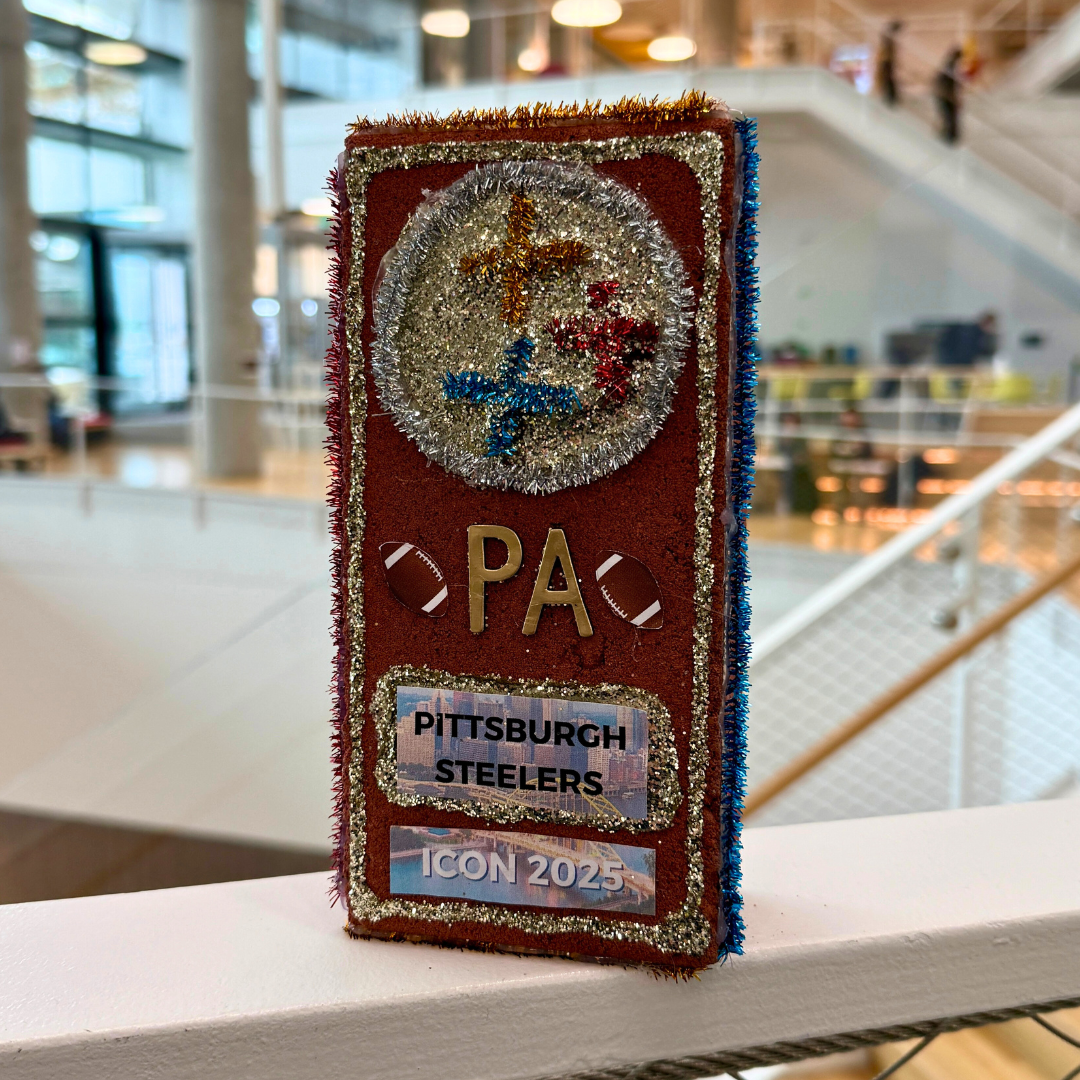 PA
PiTTSBURGH
STEELERS
ICON 2025